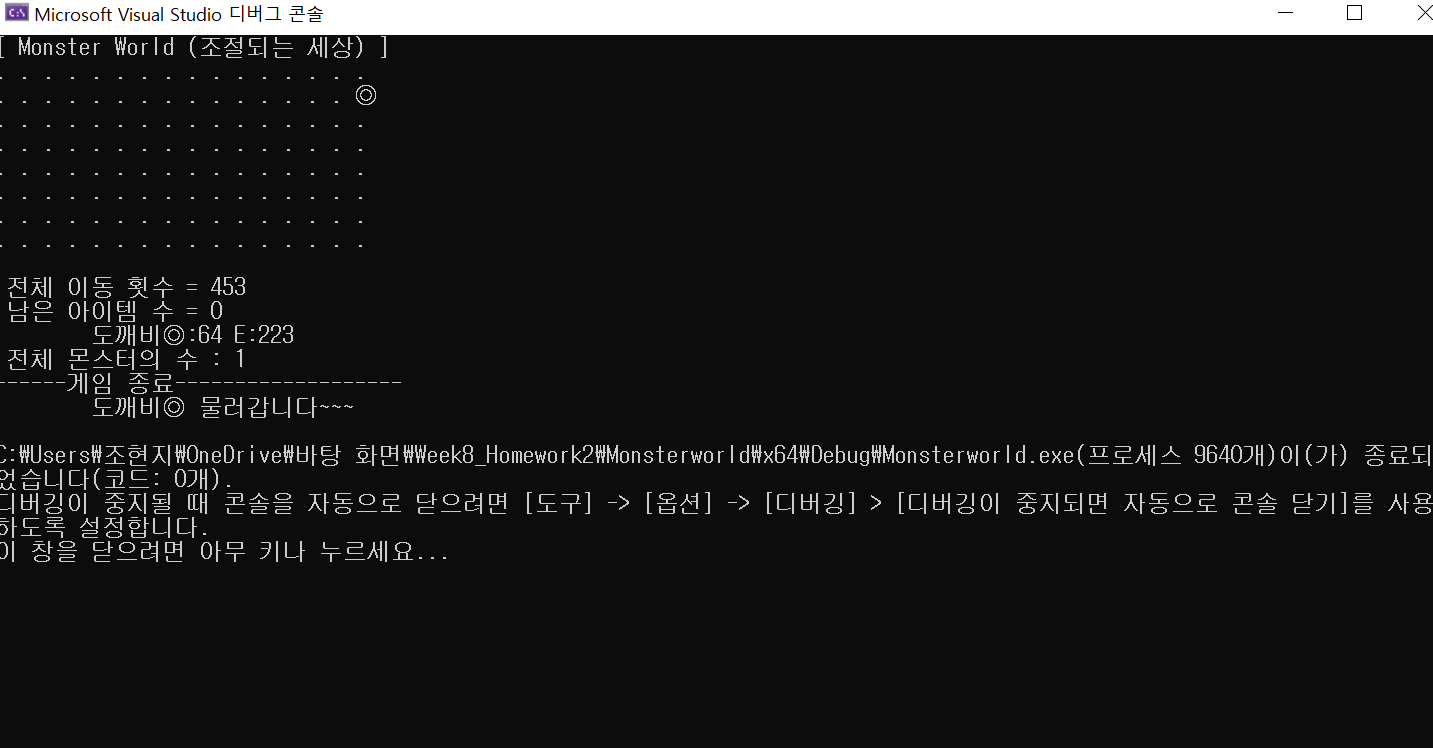 Microsoft Visual Studio 디버그 콘솔
[ Monster World (조절되는 세상) ]
. . . . . . . . . . . . . . . .
. . . . . . . . . . . . . . . ◎
. . . . . . . . . . . . . . . .
. . . . . . . . . . . . . . . .
. . . . . . . . . . . . . . . .
. . . . . . . . . . . . . . . .
. . . . . . . . . . . . . . . .
. . . . . . . . . . . . . . . .
전체 이동 횟수 = 453
남은 아이템 수 = 0
도깨비◎:64 E:223
전체 몬스터의 수 : 1
------게임 종료-------------------
도깨비◎ 물러갑니다~~~
C:\Users\조현지\OneDrive\바탕 화면\Week8_Homework2\Monsterworld\x64\Debug\Monsterworld.exe(프로세스 9640개)이(가) 종료되
었습니다(코드: 0개).
디버깅이 중지될 때 콘솔을 자동으로 닫으려면 [도구] -> [옵션] -> [디버깅] > [디버깅이 중지되면 자동으로 콘솔 닫기]를 사용
하도록 설정합니다.
이 창을 닫으려면 아무 키나 누르세요...